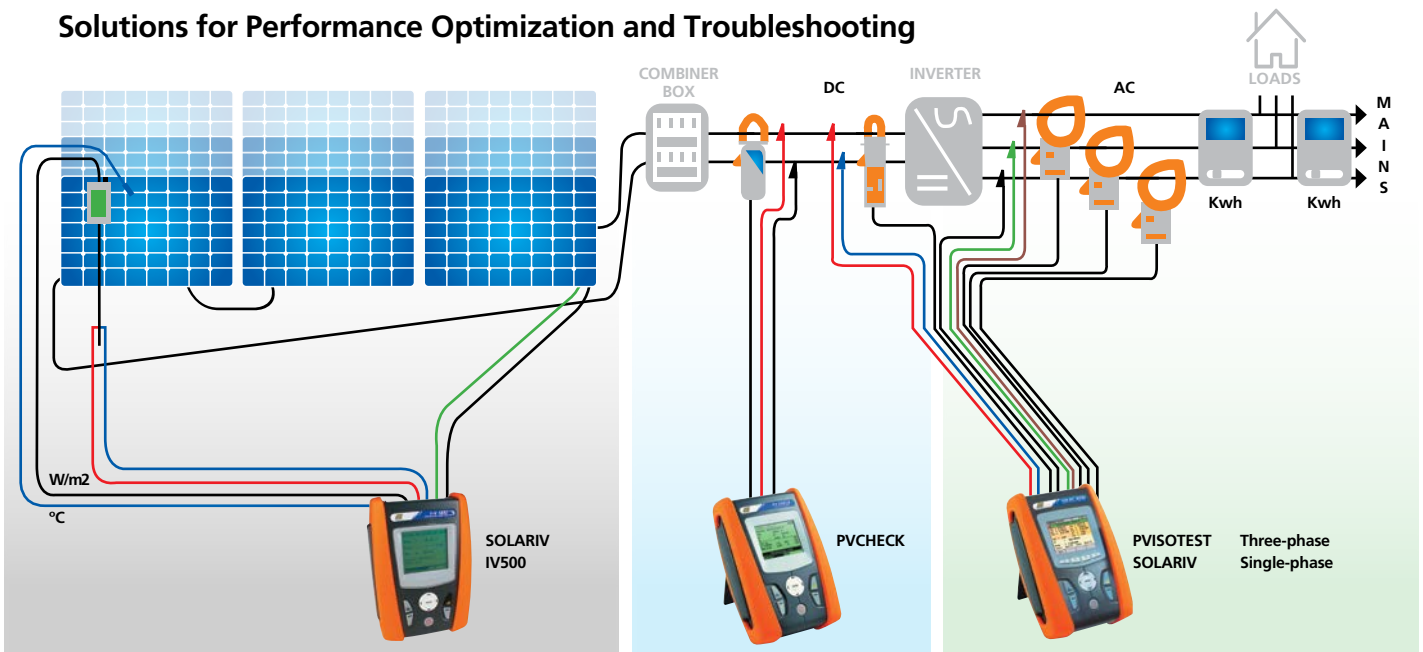 Solutions for Performance Optimization and Troubleshooting
COMBINER
BOX
DC
INVERTER
AC
LOADS
M
A
I
N
S
Kwh
Kwh
W/m2
ºC
SOLARIV
IV500
PVCHECK
PVISOTEST Three-phase
SOLARIV Single-phase